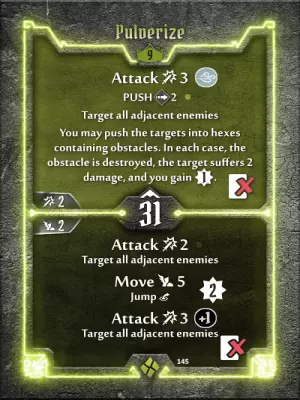 Pulverize
9
Attack 3
PUSH 2
Target all adjacent enemies
You may push the targets into hexes
containing obstacles. In each case, the
obstacle is destroyed, the target suffers 2
damage, and you gain 1.
2
31
2
Attack 2
Target all adjacent enemies
Move 5
Jump
2
Attack 3 +1
Target all adjacent enemies
145